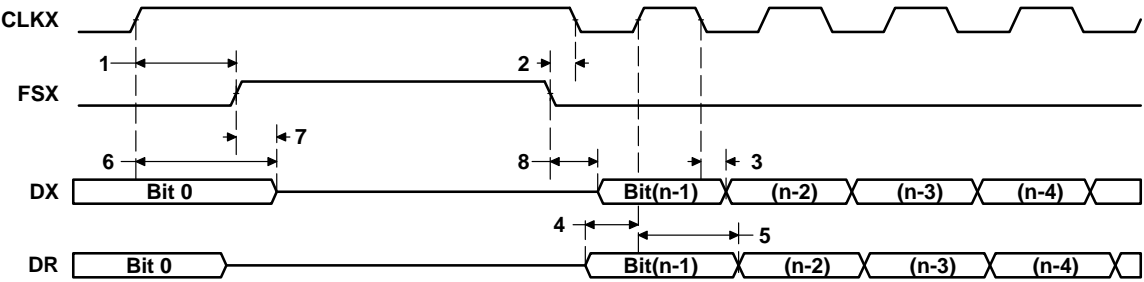 CLKX
1 2
FSX
7
6 8 3
DX Bit 0 Bit(n-1) (n-2) (n-3) (n-4)
4 5
DR Bit 0 Bit(n-1) (n-2) (n-3) (n-4)